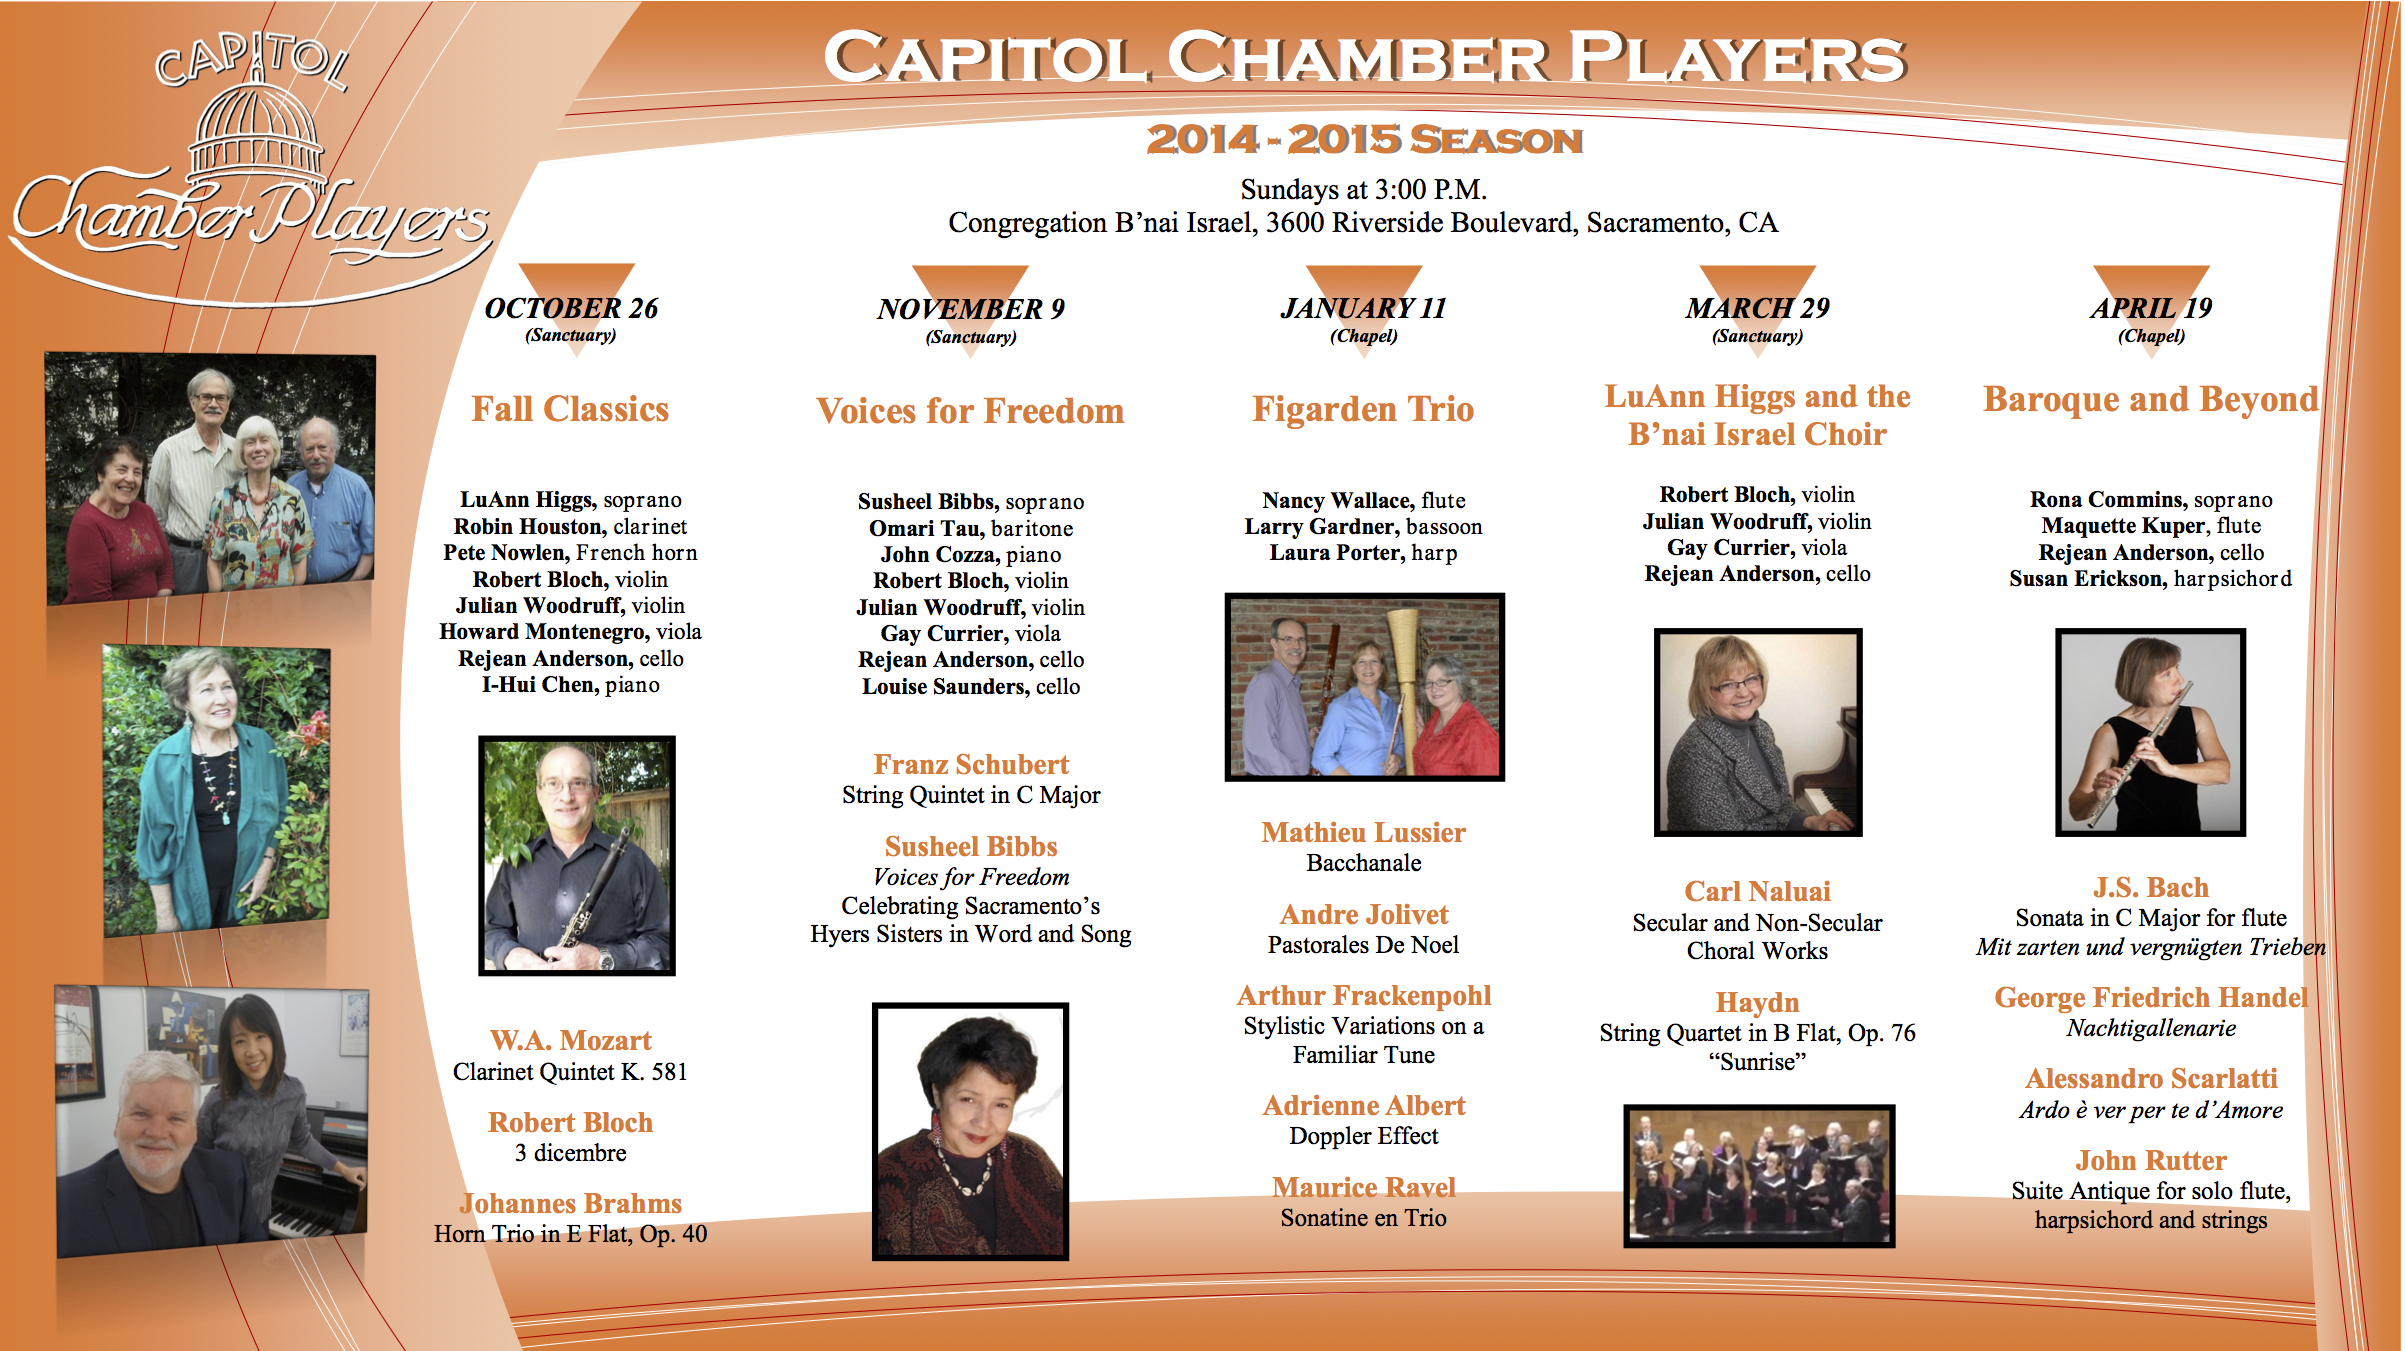 CAPITOL
Chamber Players
CAPITOL CHAMBER PLAYERS
2014 - 2015 SEASON
Sundays at 3:00 P.M.
Congregation B’nai Israel, 3600 Riverside Boulevard, Sacramento, CA
OCTOBER 26
(Sanctuary)
Fall Classics
LuAnn Higgs, soprano
Robin Houston, clarinet
Pete Nowlen, French horn
Robert Bloch, violin
Julian Woodruff, violin
Howard Montenegro, viola
Rejean Anderson, cello
I-Hui Chen, piano
W.A. Mozart
Clarinet Quintet K. 581
Robert Bloch
3 dicembre
Johannes Brahms
Horn Trio in E Flat, Op. 40
NOVEMBER 9
(Sanctuary)
Voices for Freedom
Susheel Bibbs, soprano
Omari Tau, baritone
John Cozza, piano
Robert Bloch, violin
Julian Woodruff, violin
Gay Currier, viola
Rejean Anderson, cello
Louise Saunders, cello
Franz Schubert
String Quintet in C Major
Susheel Bibbs
Voices for Freedom
Celebrating Sacramento’s
Hyers Sisters in Word and Song
JANUARY 11
(Chapel)
Figarden Trio
Nancy Wallace, flute
Larry Gardner, bassoon
Laura Porter, harp
Mathieu Lussier
Bacchanale
Andre Jolivet
Pastorales De Noel
Arthur Frackenpohl
Stylistic Variations on a
Familiar Tune
Adrienne Albert
Doppler Effect
Maurice Ravel
Sonatine en Trio
MARCH 29
(Sanctuary)
LuAnn Higgs and the
B’nai Israel Choir
Robert Bloch, violin
Julian Woodruff, violin
Gay Currier, viola
Rejean Anderson, cello
Carl Naluai
Secular and Non-Secular
Choral Works
Haydn
String Quartet in B Flat, Op. 76
“Sunrise”
APRIL 19
(Chapel)
Baroque and Beyond
Rona Commins, soprano
Maquette Kuper, flute
Rejean Anderson, cello
Susan Erickson, harpsichord
J.S. Bach
Sonata in C Major for flute
Mit zarten und vergnügten Trieben
George Friedrich Handel
Nachtigallenarie
Alessandro Scarlatti
Ardo è ver per te d’Amore
John Rutter
Suite Antique for solo flute,
harpsichord and strings